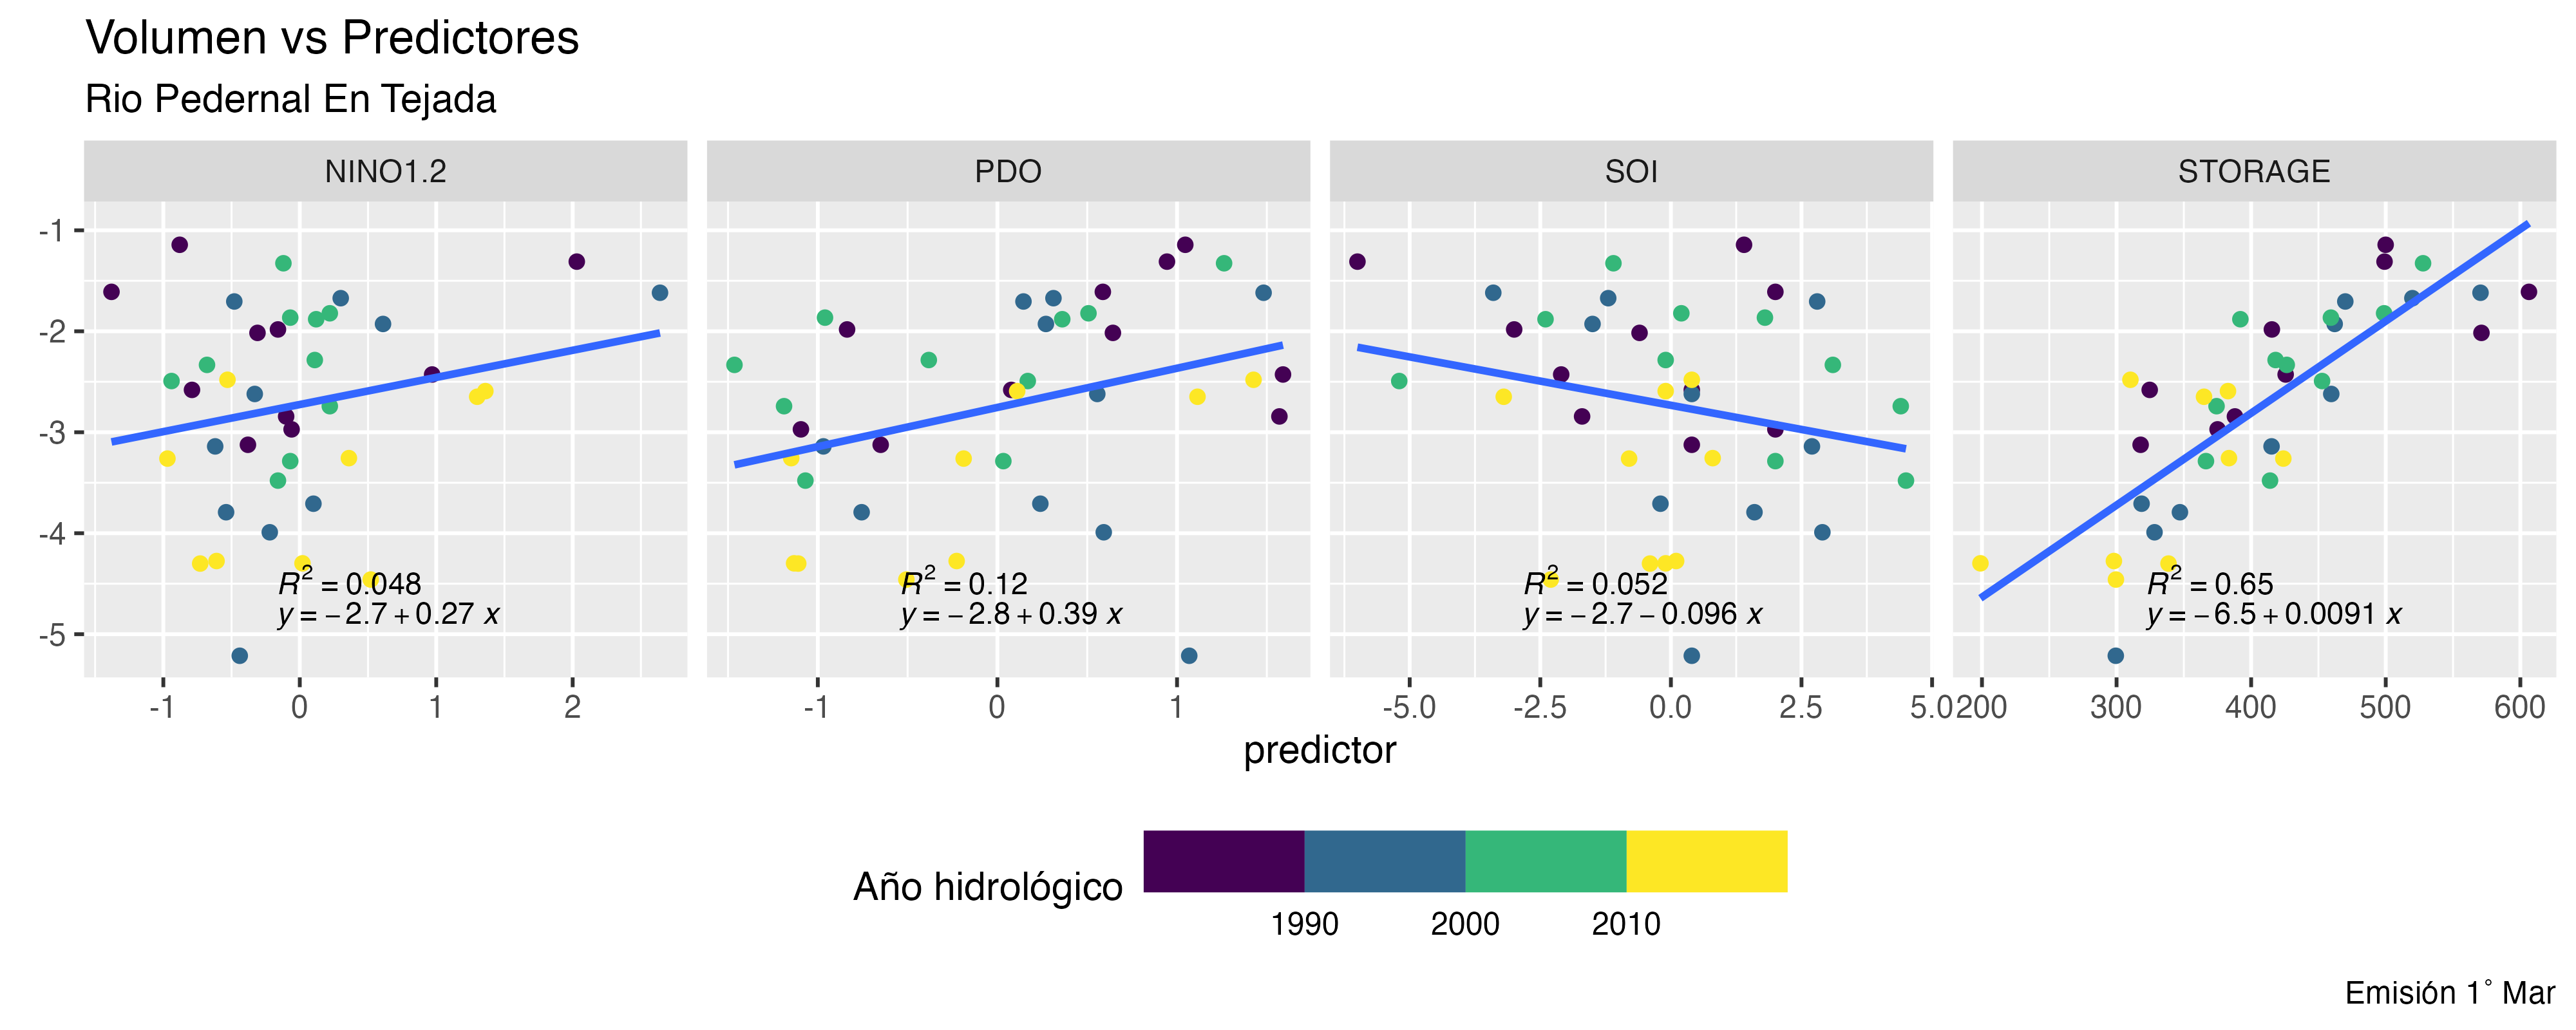 Volumen vs Predictores
Rio Pedernal En Tejada
NINO1.2 PDO SOI STORAGE
-1
-2
-3
-4
-5
R² = 0.048 R² = 0.12 R² = 0.052 R² = 0.65
y = −2.7 + 0.27 x y = −2.8 + 0.39 x y = −2.7 − 0.096 x y = −6.5 + 0.0091 x
-1 0 1 2 -1 0 1 -5.0 -2.5 0.0 2.5 5.0 200 300 400 500 600
predictor
Año hidrológico
1990 2000 2010
Emisión 1° Mar